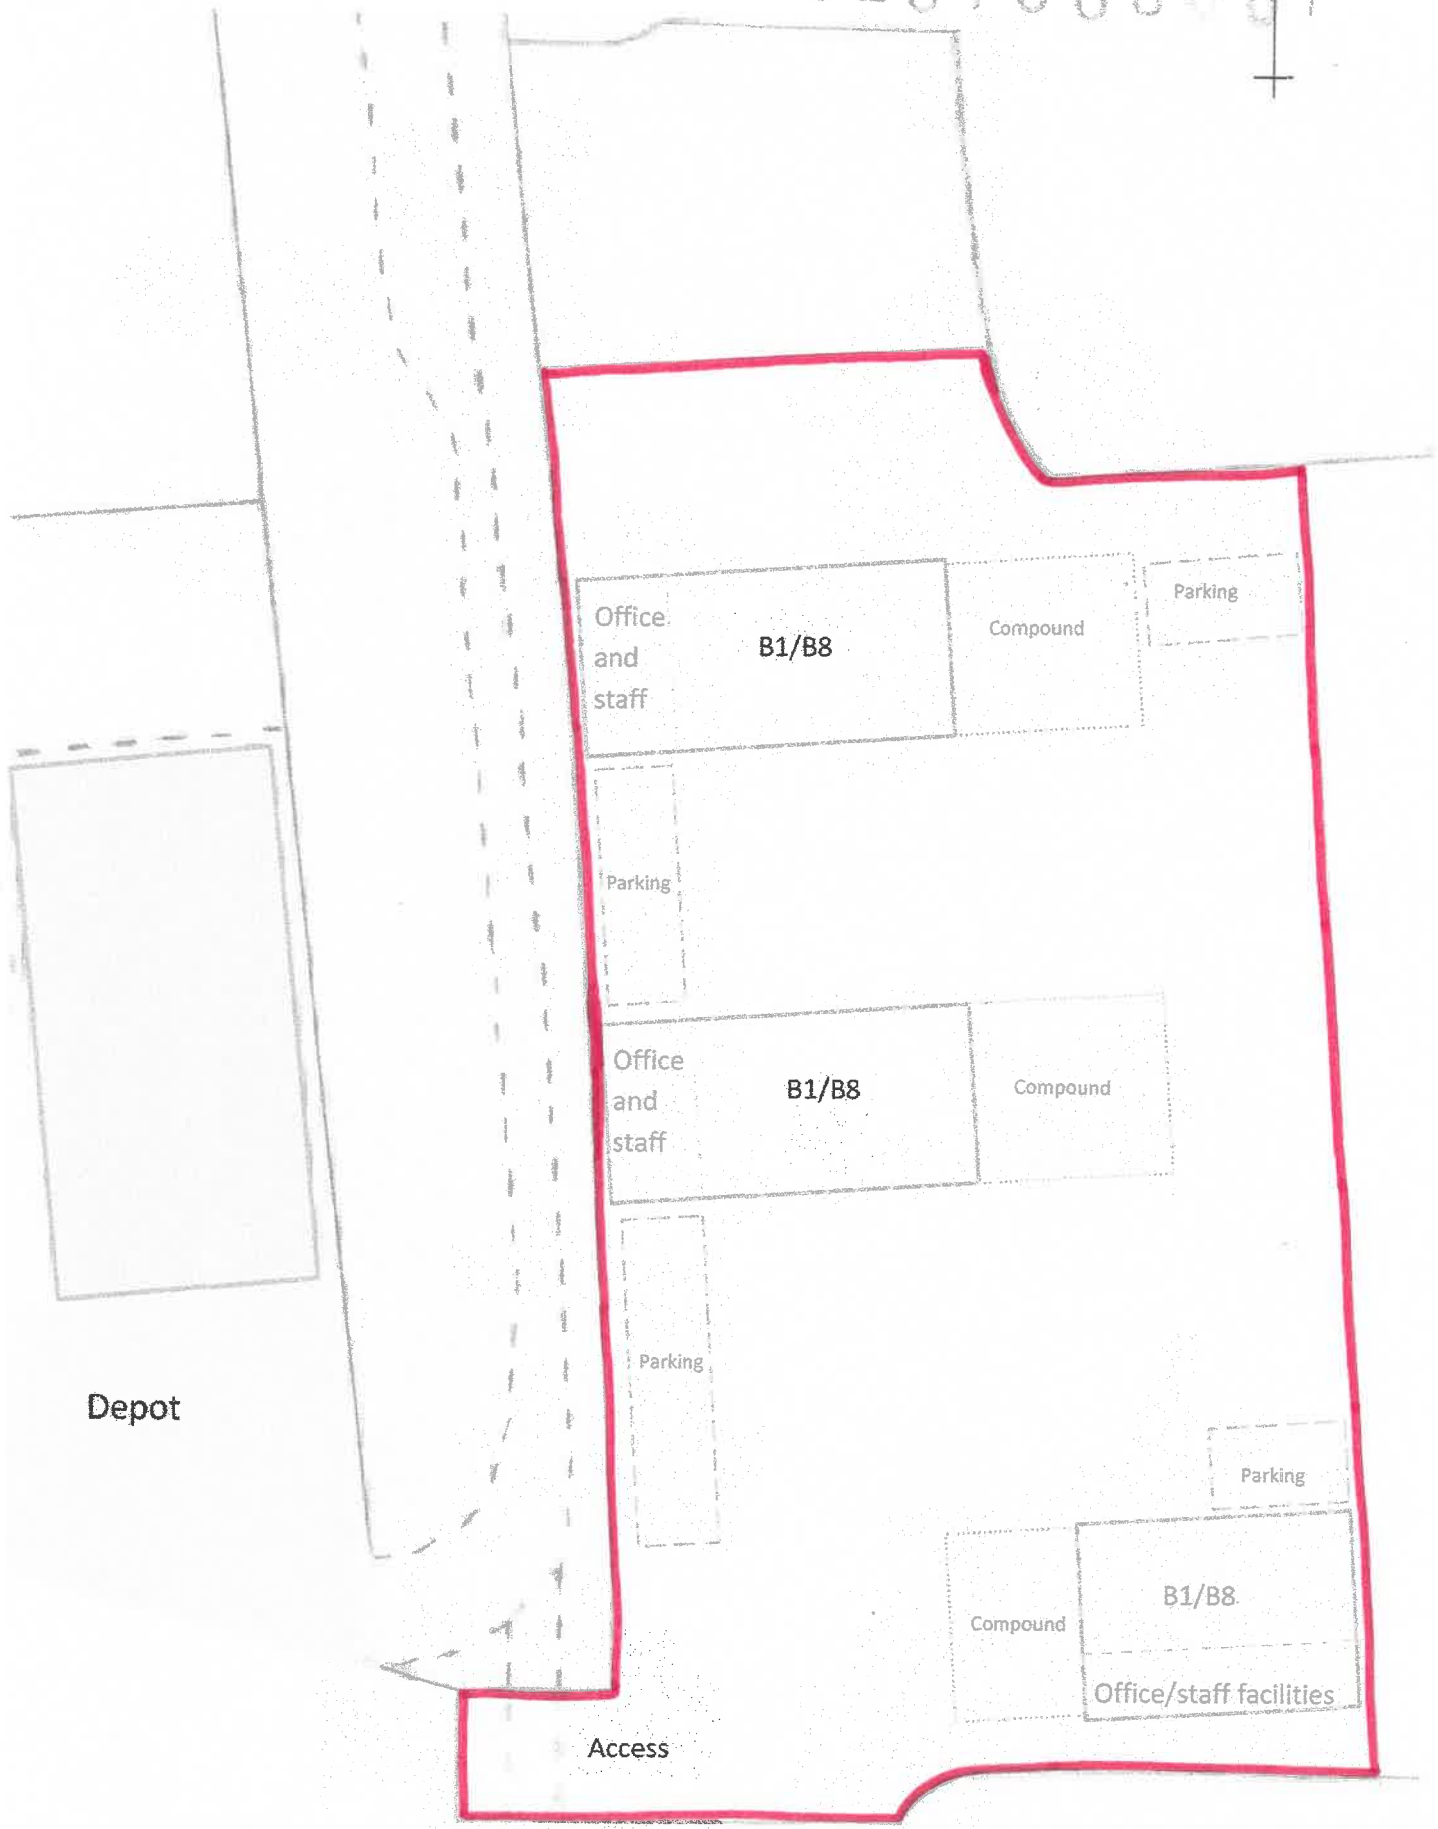 Office
and
staff
B1/B8
Compound
Parking
Parking
Office
and
staff
B1/B8
Compound
Parking
Depot
Parking
B1/B8
Compound
Office/staff facilities
Access